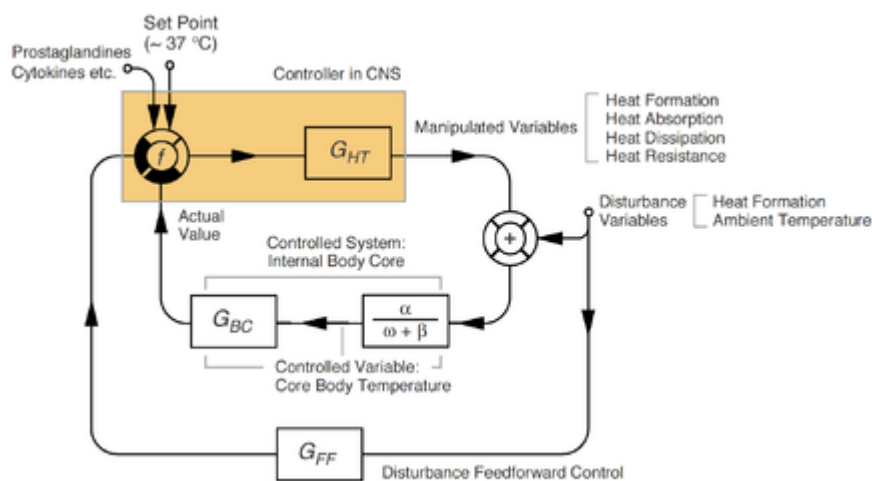 Set Point
(~ 37 °C)
Prostaglandines
Cytokines etc.
Controller in CNS
f
G_HT
Manipulated Variables
Heat Formation
Heat Absorption
Heat Dissipation
Heat Resistance
Actual
Value
+
Disturbance
Variables
Heat Formation
Ambient Temperature
Controlled System:
Internal Body Core
G_BC
α
ω + β
Controlled Variable:
Core Body Temperature
G_FF
Disturbance Feedforward Control